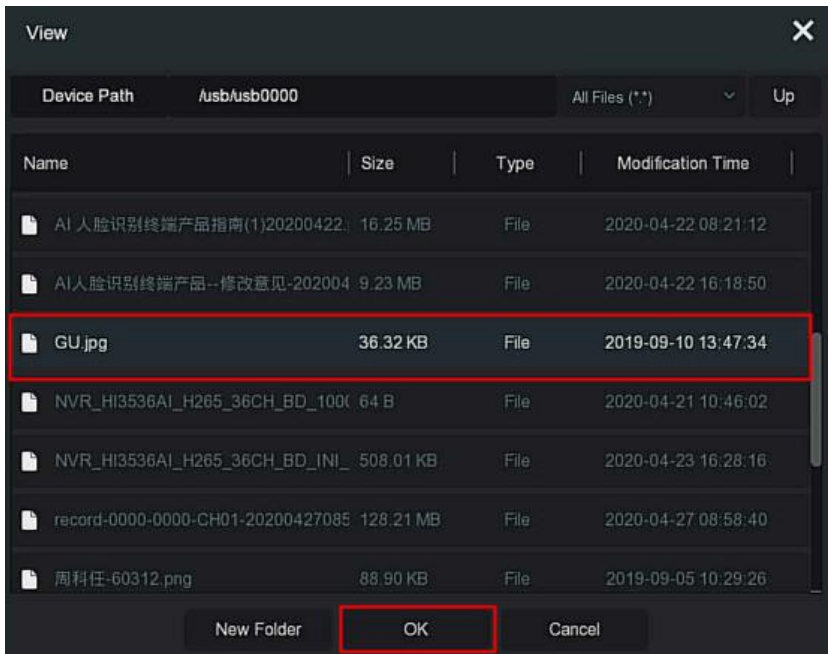 View
Device Path /usb/usb0000 All Files (*.*) Up
Name Size Type Modification Time
AI 人脸识别终端产品指南(1)20200422. 16.25 MB File 2020-04-22 08:21:12
AI人脸识别终端产品--修改意见-202004 9.23 MB File 2020-04-22 16:18:50
GU.jpg 36.32 KB File 2019-09-10 13:47:34
NVR_HI3536AI_H265_36CH_BD_100( 64 B File 2020-04-21 10:46:02
NVR_HI3536AI_H265_36CH_BD_INI_ 508.01 KB File 2020-04-23 16:28:16
record-0000-0000-CH01-20200427085 128.21 MB File 2020-04-27 08:58:40
周科任-60312.png 88.90 KB File 2019-09-05 10:29:26
New Folder OK Cancel